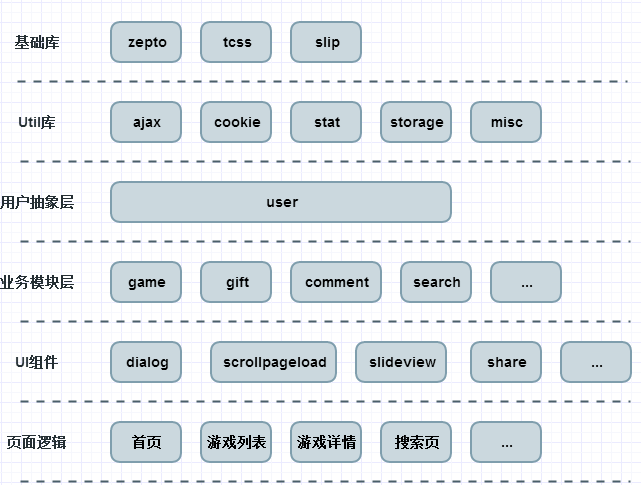 基础库 zepto tcss slip
Util库 ajax cookie stat storage misc
用户抽象层 user
业务模块层 game gift comment search ...
UI组件 dialog scrollpageload slideview share ...
页面逻辑 首页 游戏列表 游戏详情 搜索页 ...